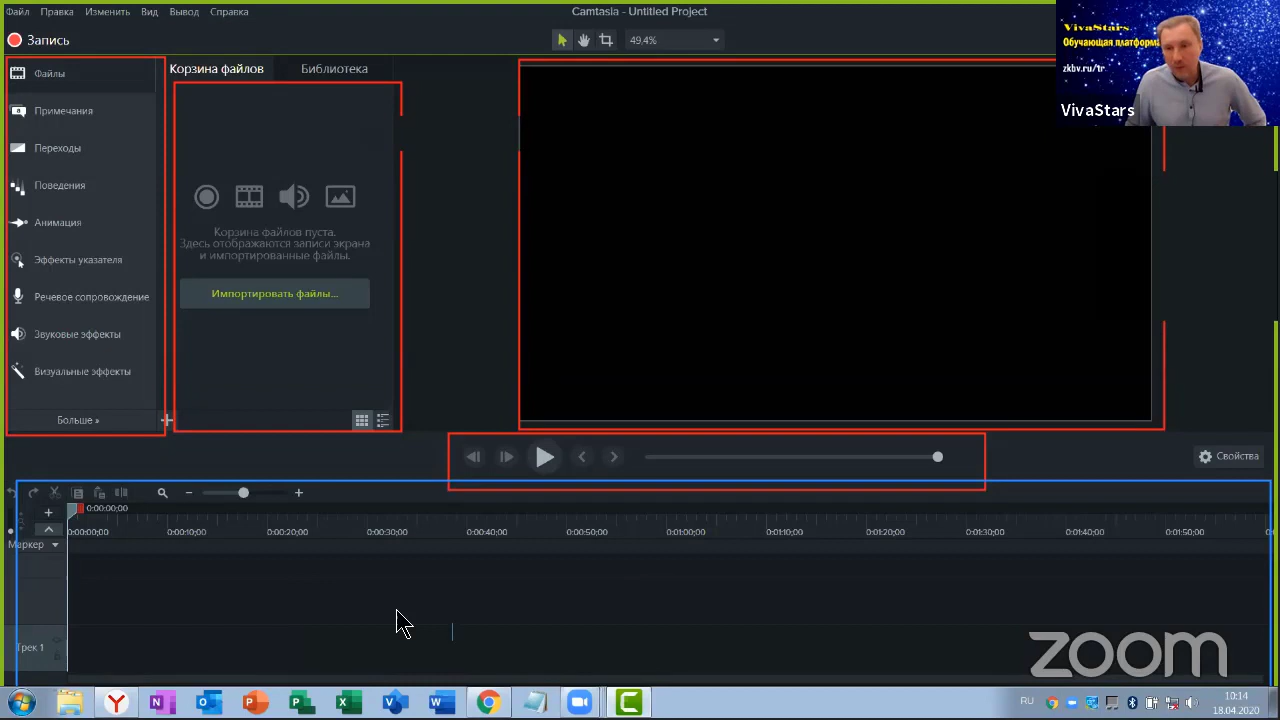 Файл Правка Изменить Вид Вывод Справка
Camtasia - Untitled Project
Запись
49,4%
VivaStars
Обучающая платформа
zkbv.ru/tr
VivaStars
Файлы
Примечания
Переходы
Поведения
Анимация
Эффекты указателя
Речевое сопровождение
Звуковые эффекты
Визуальные эффекты
Больше »
Корзина файлов Библиотека
Корзина файлов пуста.
Здесь отображаются записи экрана
и импортированные файлы.
Импортировать файлы...
Свойства
0:00:00;00
0:00:00;00 0:00:10;00 0:00:20;00 0:00:30;00 0:00:40;00 0:00:50;00 0:01:00;00 0:01:10;00 0:01:20;00 0:01:30;00 0:01:40;00 0:01:50;00
Маркер
Трек 1
zoom
RU
10:14
18.04.2020